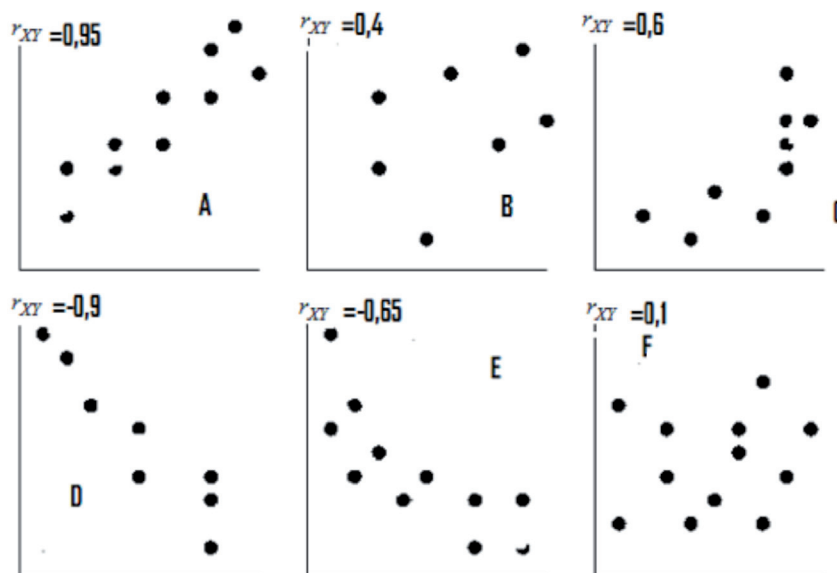 r_XY =0,95
r_XY =0,4
r_XY =0,6
A
B
r_XY =-0,9
r_XY =-0,65
r_XY =0,1
F
E
D